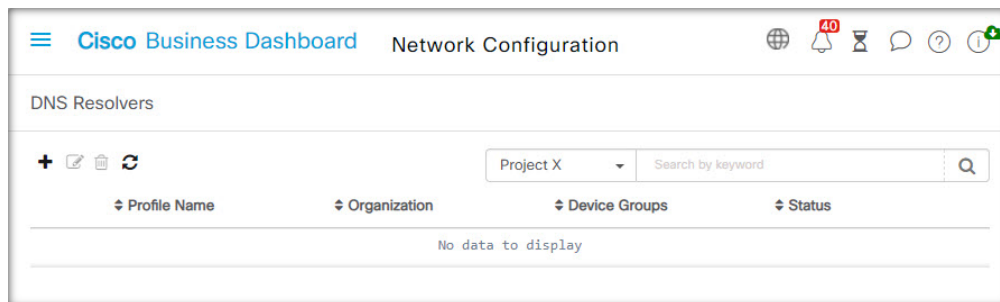 Cisco Business Dashboard Network Configuration 40
DNS Resolvers
Project X Search by keyword
Profile Name Organization Device Groups Status
No data to display